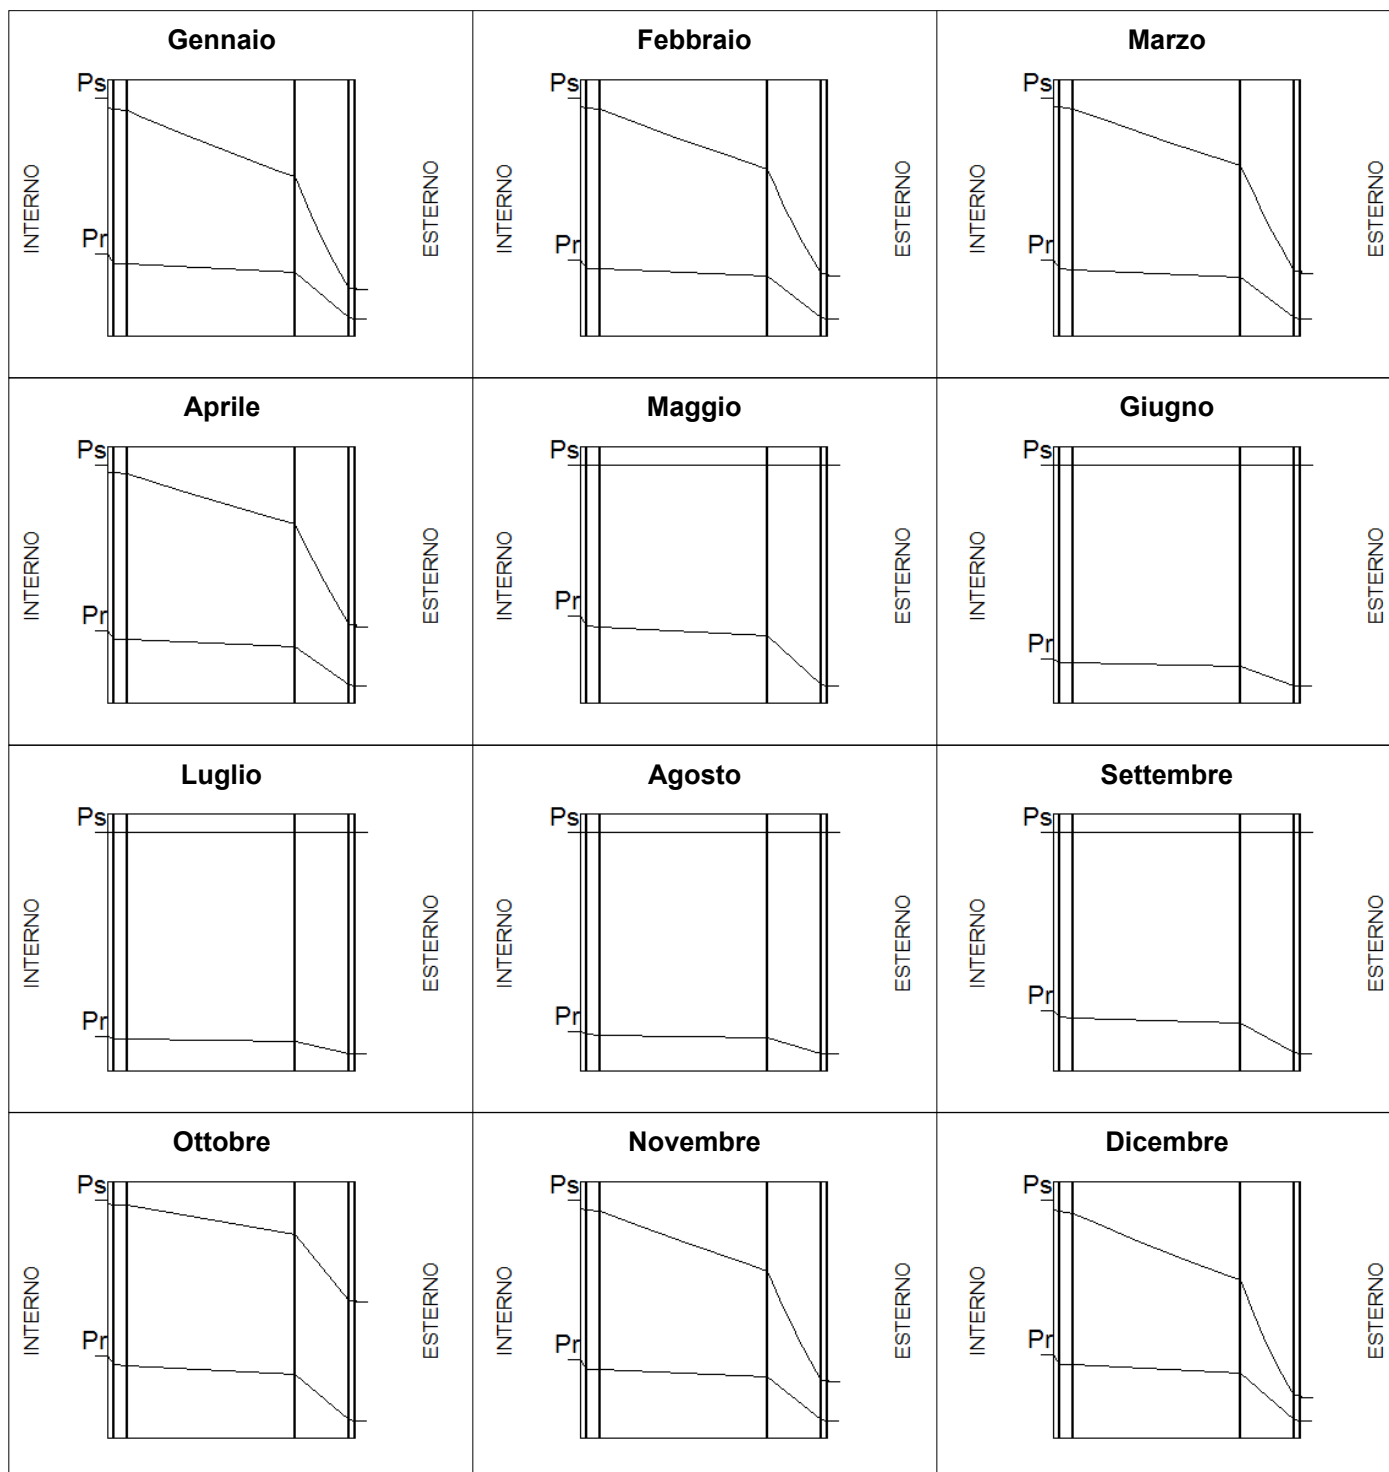 Gennaio
Febbraio
Marzo
Ps
Ps
Ps
INTERNO
ESTERNO
INTERNO
ESTERNO
INTERNO
ESTERNO
Pr
Pr
Pr
Aprile
Maggio
Giugno
Ps
Ps
Ps
INTERNO
ESTERNO
INTERNO
ESTERNO
INTERNO
ESTERNO
Pr
Pr
Pr
Luglio
Agosto
Settembre
Ps
Ps
Ps
INTERNO
ESTERNO
INTERNO
ESTERNO
INTERNO
ESTERNO
Pr
Pr
Pr
Ottobre
Novembre
Dicembre
Ps
Ps
Ps
INTERNO
ESTERNO
INTERNO
ESTERNO
INTERNO
ESTERNO
Pr
Pr
Pr